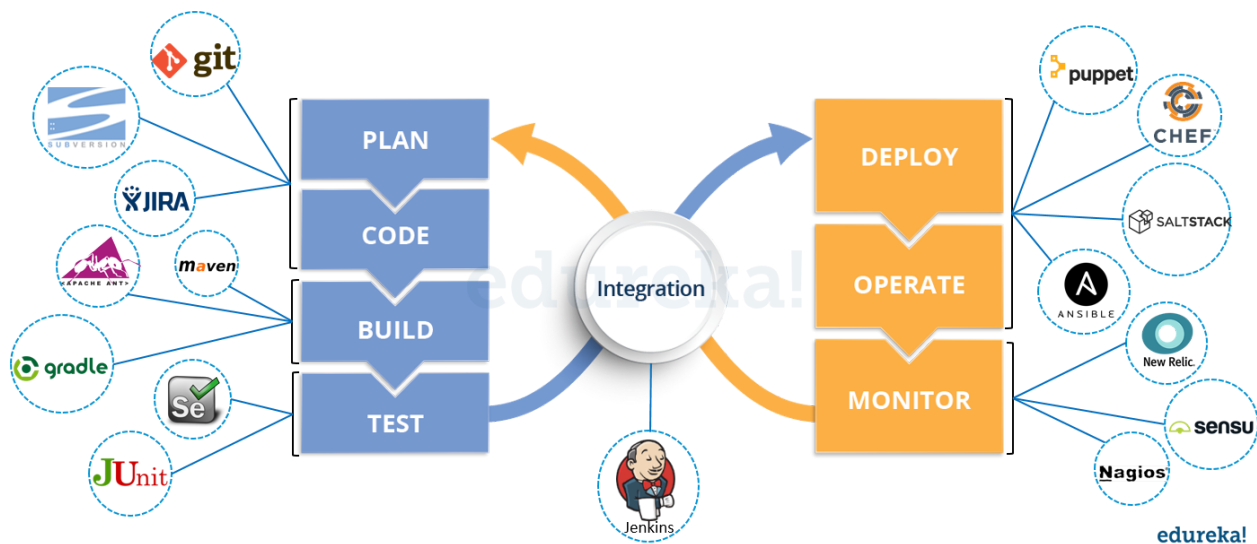 git
SUBVERSION
JIRA
APACHE ANT
maven
gradle
Se
JUnit
PLAN
CODE
BUILD
TEST
edureka!
Integration
Jenkins
DEPLOY
OPERATE
MONITOR
puppet
CHEF
SALTSTACK
A
ANSIBLE
New Relic.
sensu
Nagios
edureka!